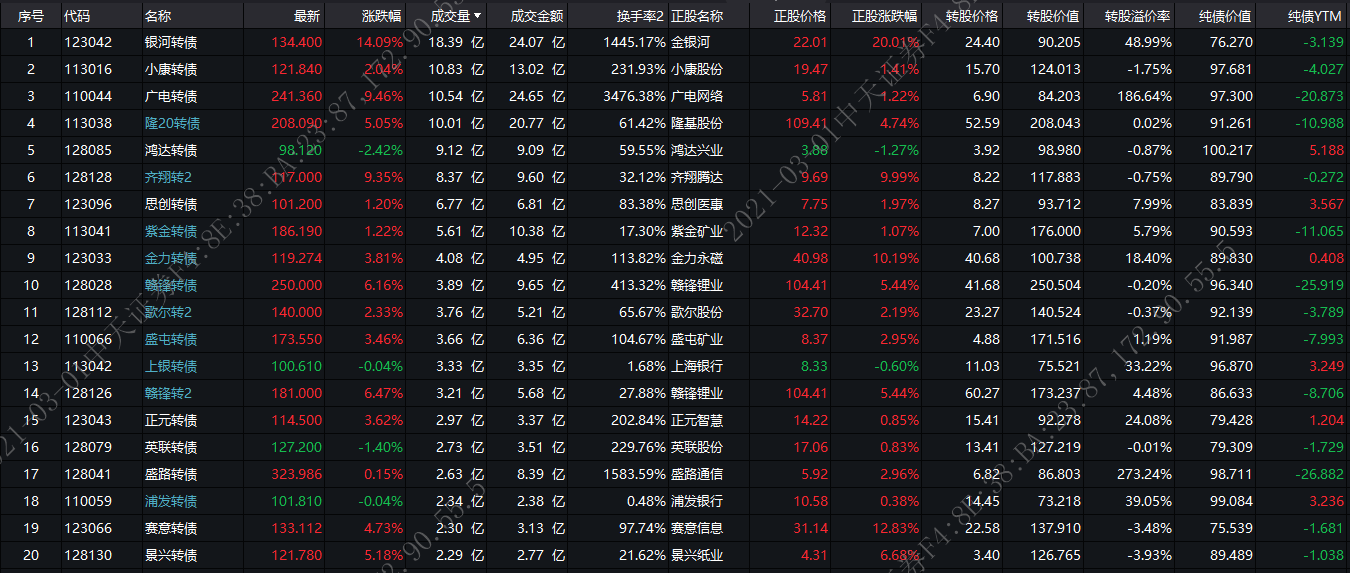 序号 代码 名称 最新 涨跌幅 成交量 成交金额 换手率2 正股名称 正股价格 正股涨跌幅 转股价格 转股价值 转股溢价率 纯债价值 纯债YTM
1 123042 银河转债 134.400 14.09% 18.39 亿 24.07 亿 1445.17% 金银河 22.01 20.01% 24.40 90.205 48.99% 76.270 -3.139
2 113016 小康转债 121.840 2.04% 10.83 亿 13.02 亿 231.93% 小康股份 19.47 1.41% 15.70 124.013 -1.75% 97.681 -4.027
3 110044 广电转债 241.360 9.46% 10.54 亿 24.65 亿 3476.38% 广电网络 5.81 1.22% 6.90 84.203 186.64% 97.300 -20.873
4 113038 隆20转债 208.090 5.05% 10.01 亿 20.77 亿 61.42% 隆基股份 109.41 4.74% 52.59 208.043 0.02% 91.261 -10.988
5 128085 鸿达转债 98.120 -2.42% 9.12 亿 9.09 亿 59.55% 鸿达兴业 3.88 -1.27% 3.92 98.980 -0.87% 100.217 5.188
6 128128 齐翔转2 117.000 9.35% 8.37 亿 9.60 亿 32.12% 齐翔腾达 9.69 9.99% 8.22 117.883 -0.75% 89.790 -0.272
7 123096 思创转债 101.200 1.20% 6.77 亿 6.81 亿 83.38% 思创医惠 7.75 1.97% 8.27 93.712 7.99% 83.839 3.567
8 113041 紫金转债 186.190 1.22% 5.61 亿 10.38 亿 17.30% 紫金矿业 12.32 1.07% 7.00 176.000 5.79% 90.593 -11.065
9 123033 金力转债 119.274 3.81% 4.08 亿 4.95 亿 113.82% 金力永磁 40.98 10.19% 40.68 100.738 18.40% 89.830 0.408
10 128028 赣锋转债 250.000 6.16% 3.89 亿 9.65 亿 413.32% 赣锋锂业 104.41 5.44% 41.68 250.504 -0.20% 96.340 -25.919
11 128112 歌尔转2 140.000 2.33% 3.76 亿 5.21 亿 65.67% 歌尔股份 32.70 2.19% 23.27 140.524 -0.37% 92.139 -3.789
12 110066 盛屯转债 173.550 3.46% 3.66 亿 6.36 亿 104.67% 盛屯矿业 8.37 2.95% 4.88 171.516 1.19% 91.987 -7.993
13 113042 上银转债 100.610 -0.04% 3.33 亿 3.35 亿 1.68% 上海银行 8.33 -0.60% 11.03 75.521 33.22% 96.870 3.249
14 128126 赣锋转2 181.000 6.47% 3.21 亿 5.68 亿 27.88% 赣锋锂业 104.41 5.44% 60.27 173.237 4.48% 86.633 -8.706
15 123043 正元转债 114.500 3.62% 2.97 亿 3.37 亿 202.84% 正元智慧 14.22 0.85% 15.41 92.278 24.08% 79.428 1.204
16 128079 英联转债 127.200 -1.40% 2.73 亿 3.51 亿 229.76% 英联股份 17.06 0.83% 13.41 127.219 -0.01% 79.309 -1.729
17 128041 盛路转债 323.986 0.15% 2.63 亿 8.39 亿 1583.59% 盛路通信 5.92 2.96% 6.82 86.803 273.24% 98.711 -26.882
18 110059 浦发转债 101.810 -0.04% 2.34 亿 2.38 亿 0.48% 浦发银行 10.58 0.38% 14.45 73.218 39.05% 99.084 3.236
19 123066 赛意转债 133.112 4.73% 2.30 亿 3.13 亿 97.74% 赛意信息 31.14 12.83% 22.58 137.910 -3.48% 75.539 -1.681
20 128130 景兴转债 121.780 5.18% 2.29 亿 2.77 亿 21.62% 景兴纸业 4.31 6.68% 3.40 126.765 -3.93% 89.489 -1.038
2021-03-01中天证券F4:8E:38:BA:23:87,172.90.55.5